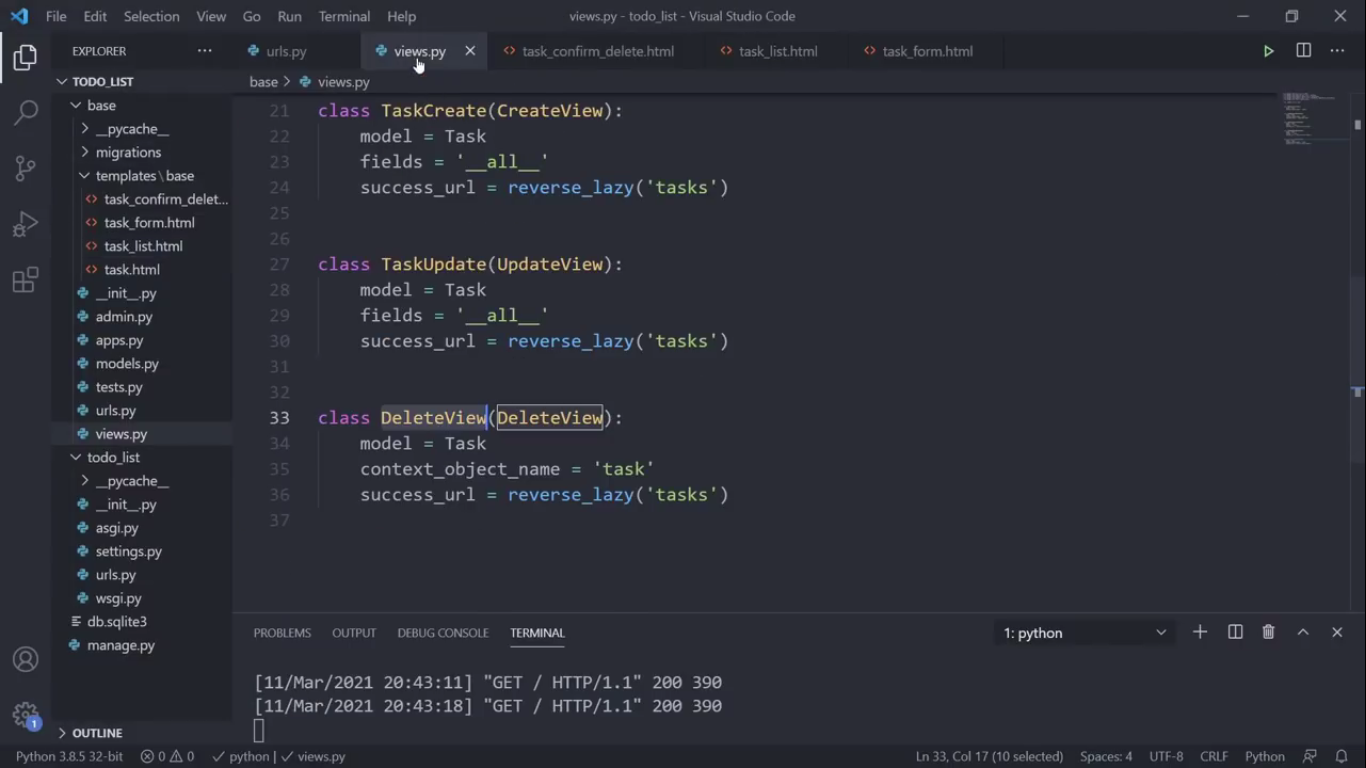 File Edit Selection View Go Run Terminal Help
views.py - todo_list - Visual Studio Code
EXPLORER
urls.py
views.py
task_confirm_delete.html
task_list.html
task_form.html
TODO_LIST
base
__pycache__
migrations
templates\base
task_confirm_delet...
task_form.html
task_list.html
task.html
__init__.py
admin.py
apps.py
models.py
tests.py
urls.py
views.py
todo_list
__pycache__
__init__.py
asgi.py
settings.py
urls.py
wsgi.py
db.sqlite3
manage.py
OUTLINE
base > views.py
21 class TaskCreate(CreateView):
22 model = Task
23 fields = '__all__'
24 success_url = reverse_lazy('tasks')
25
26
27 class TaskUpdate(UpdateView):
28 model = Task
29 fields = '__all__'
30 success_url = reverse_lazy('tasks')
31
32
33 class DeleteView(DeleteView):
34 model = Task
35 context_object_name = 'task'
36 success_url = reverse_lazy('tasks')
37
PROBLEMS OUTPUT DEBUG CONSOLE TERMINAL
1: python
[11/Mar/2021 20:43:11] "GET / HTTP/1.1" 200 390
[11/Mar/2021 20:43:18] "GET / HTTP/1.1" 200 390
1
Python 3.8.5 32-bit 0 0 python | views.py
Ln 33, Col 17 (10 selected) Spaces: 4 UTF-8 CRLF Python